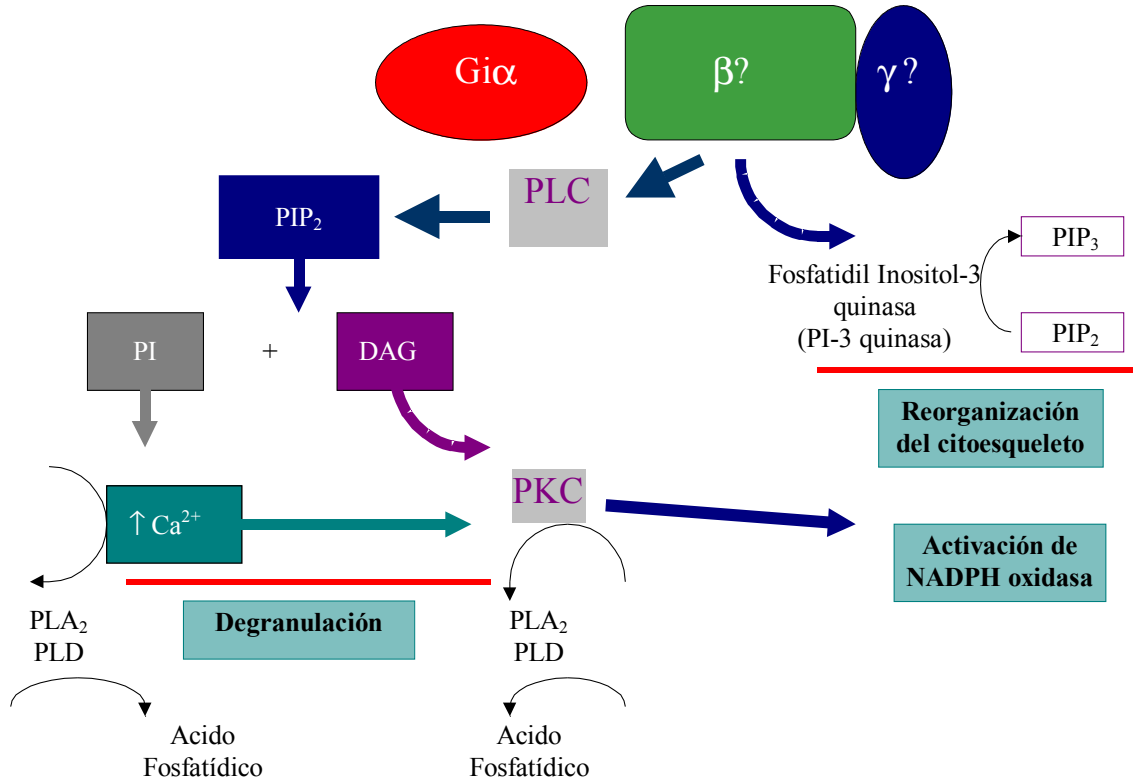 Giα
β?
γ ?
PLC
PIP₂
PIP₃
Fosfatidil Inositol-3
quinasa
(PI-3 quinasa)
PIP₂
PI
+
DAG
Reorganización
del citoesqueleto
PKC
↑ Ca²⁺
Activación de
NADPH oxidasa
Degranulación
PLA₂
PLD
PLA₂
PLD
Acido
Fosfatídico
Acido
Fosfatídico